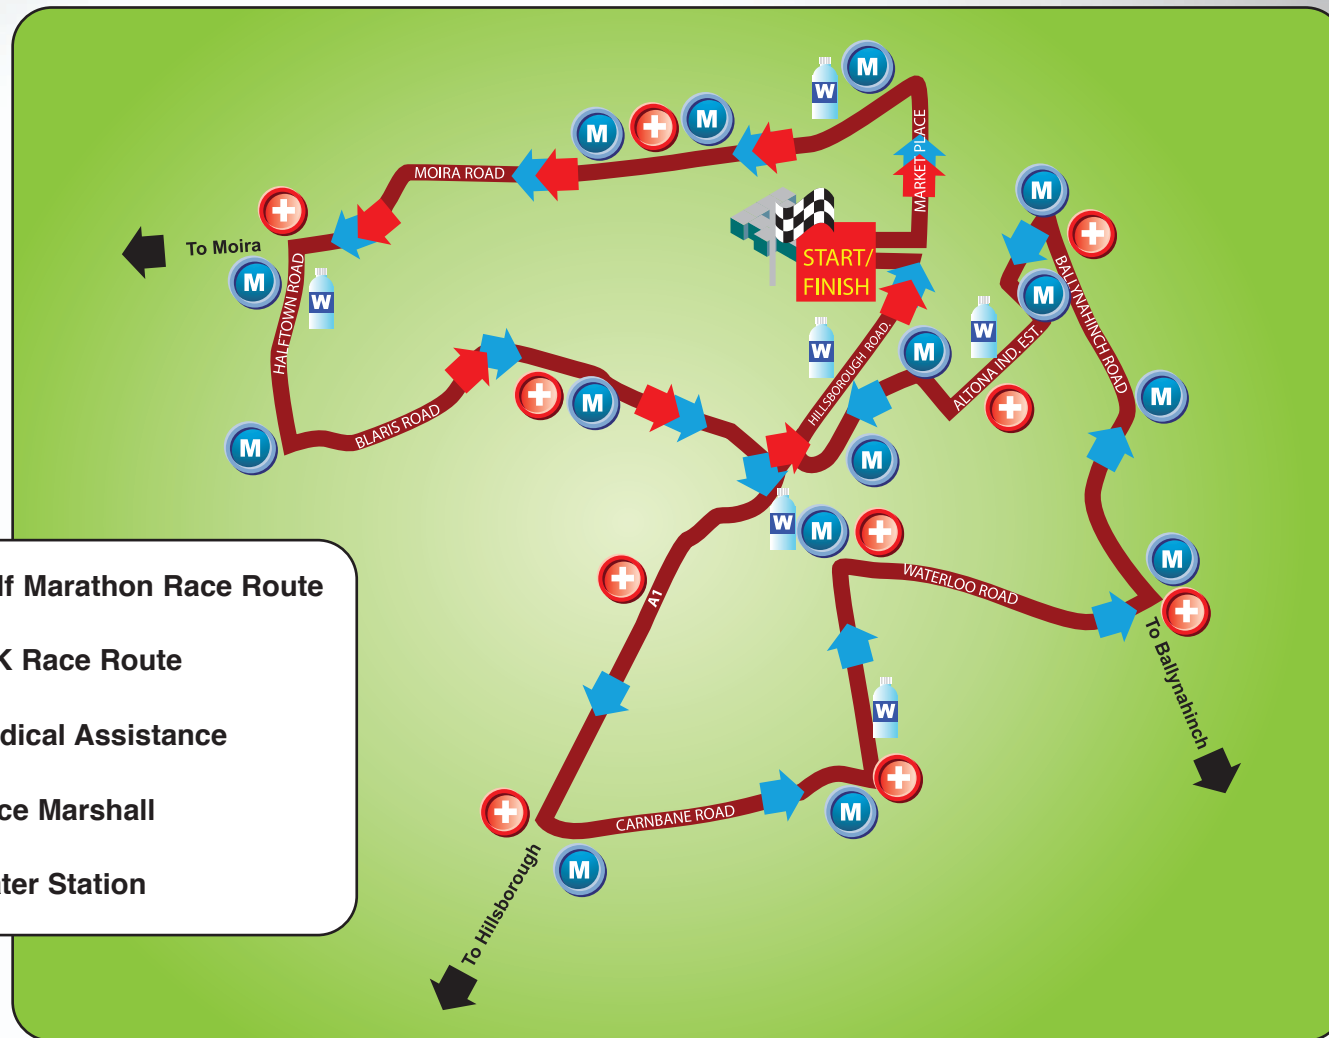 W
M
M
M
MARKET PLACE
MOIRA ROAD
M
START/
FINISH
To Moira
M
W
HALFTOWN ROAD
BALLYNAHINCH ROAD
M
W
W
HILLSBOROUGH ROAD.
M
ALTONA IND. EST.
M
M
BLARIS ROAD
M
M
W
M
M
A1
WATERLOO ROAD
To Ballynahinch
W
M
CARNBANE ROAD
M
To Hillsborough
lf Marathon Race Route
K Race Route
dical Assistance
ce Marshall
ter Station